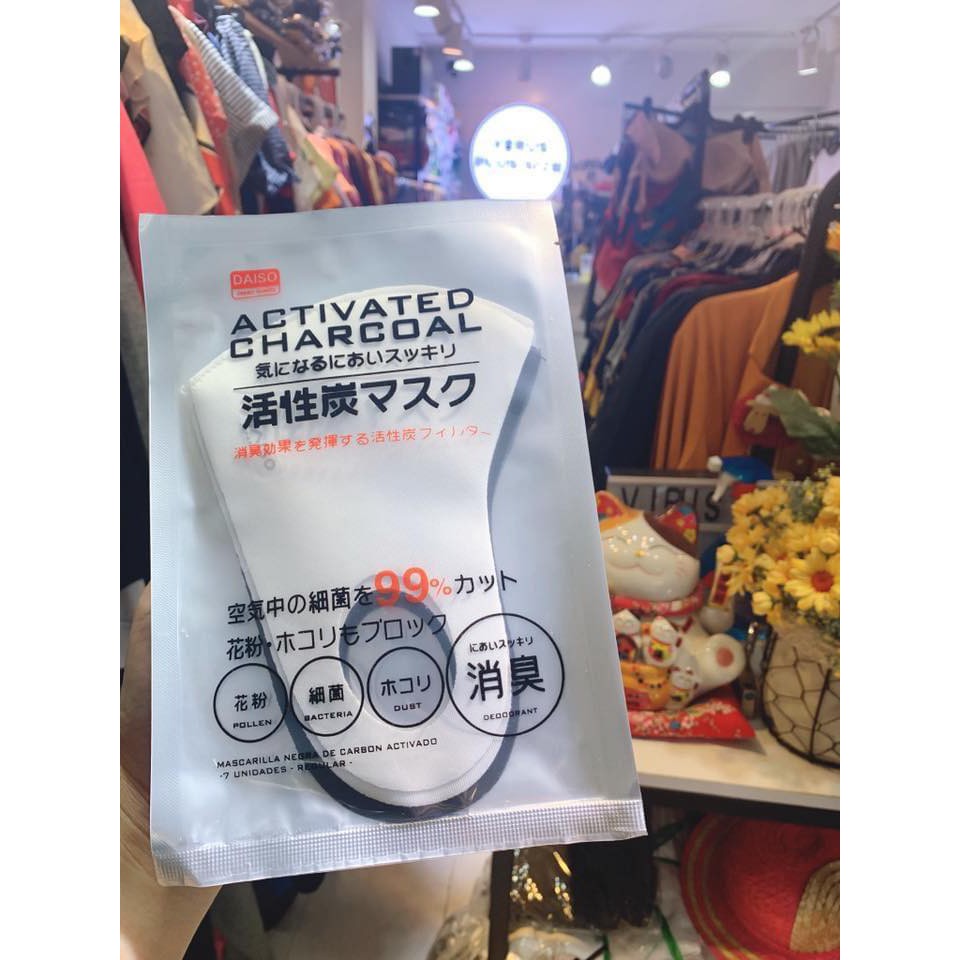 DAISO
ACTIVATED
CHARCOAL
気になるにおいスッキリ
活性炭マスク
消臭効果を発揮する活性炭フィルター
空気中の細菌を99%カット
花粉・ホコリもブロック
花粉
POLLEN
細菌
BACTERIA
ホコリ
DUST
においスッキリ
消臭
DEODORANT
MASCARILLA NEGRA DE CARBON ACTIVADO
-7 UNIDADES - REGULAR -
VIRUS